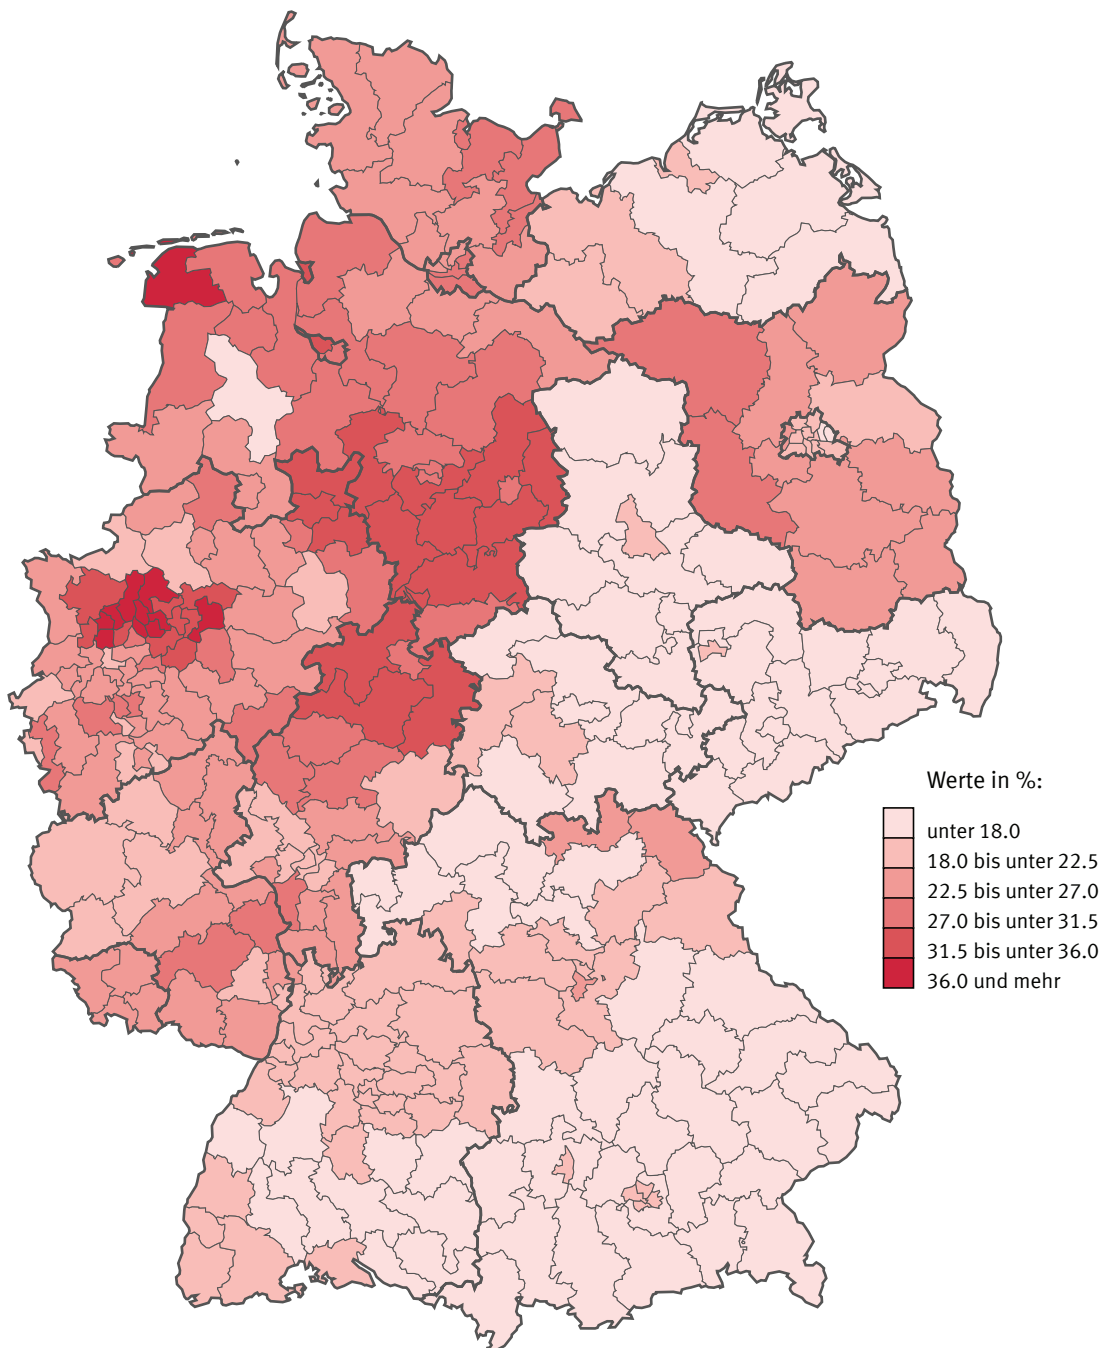 Werte in %:
unter 18.0
18.0 bis unter 22.5
22.5 bis unter 27.0
27.0 bis unter 31.5
31.5 bis unter 36.0
36.0 und mehr